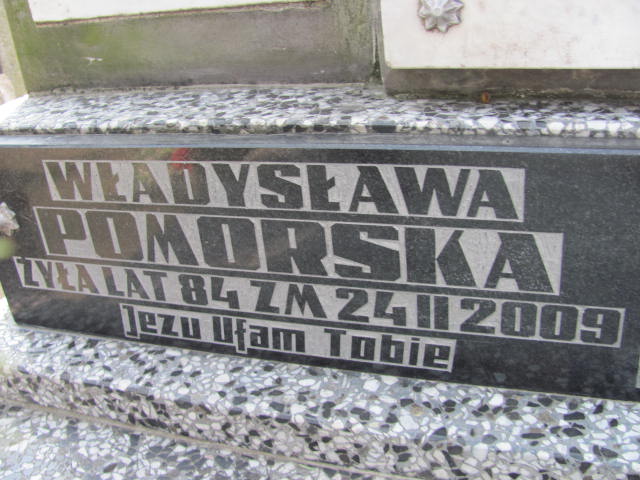 WŁADYSŁAWA
POMORSKA
ŻYŁA LAT 84 ZM 24 II 2009
Jezu Ufam Tobie